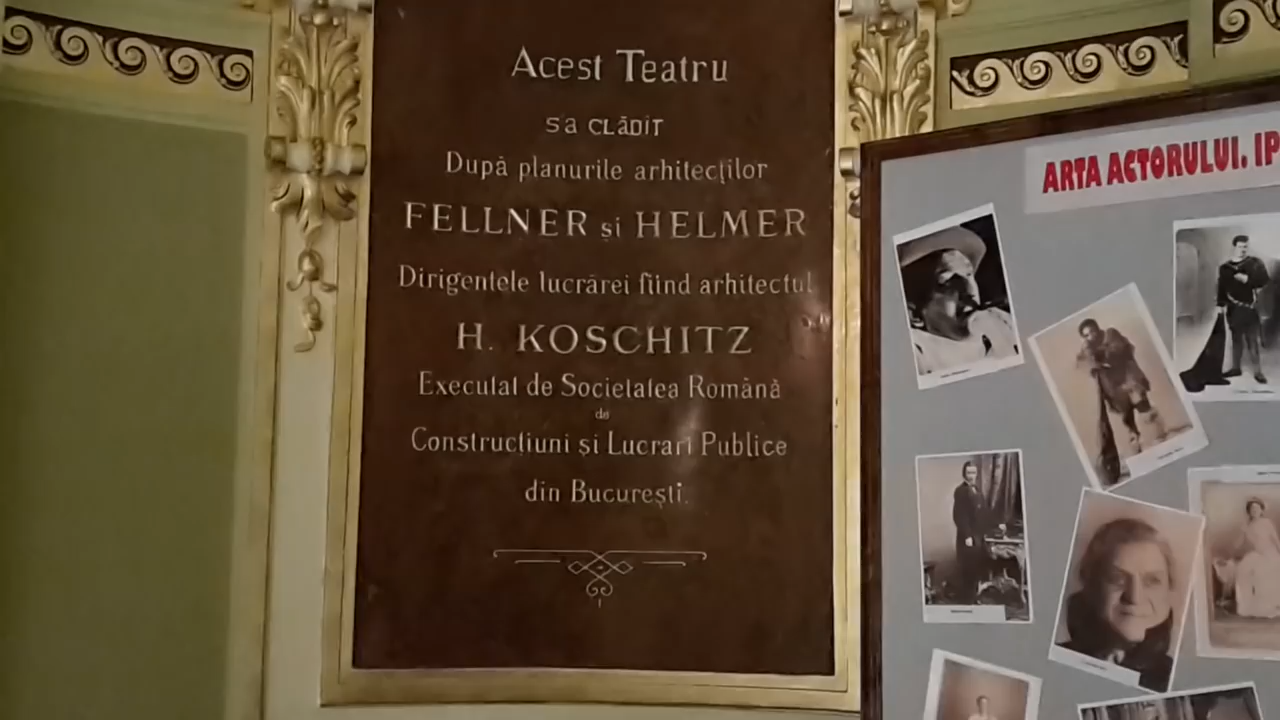 Acest Teatru
s'a CLĂDIT
După planurile arhitecților
FELLNER și HELMER
Dirigentele lucrărei fiind arhitectul
H. KOSCHITZ
Executat de Societatea Română
de
Construcțiuni și Lucrari Publice
din București.
ARTA ACTORULUI. IP